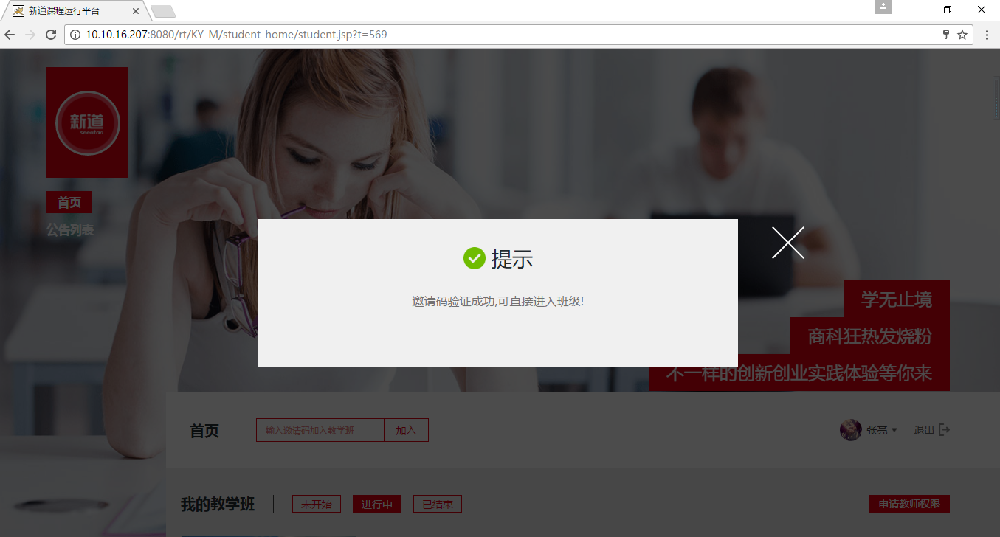 新道课程运行平台
10.10.16.207:8080/rt/KY_M/student_home/student.jsp?t=569
新道
seentao
首页
公告列表
提示
邀请码验证成功,可直接进入班级!
学无止境
商科狂热发烧粉
不一样的创新创业实践体验等你来
首页
输入邀请码加入教学班
加入
张亮
退出
我的教学班
未开始
进行中
已结束
申请教师权限